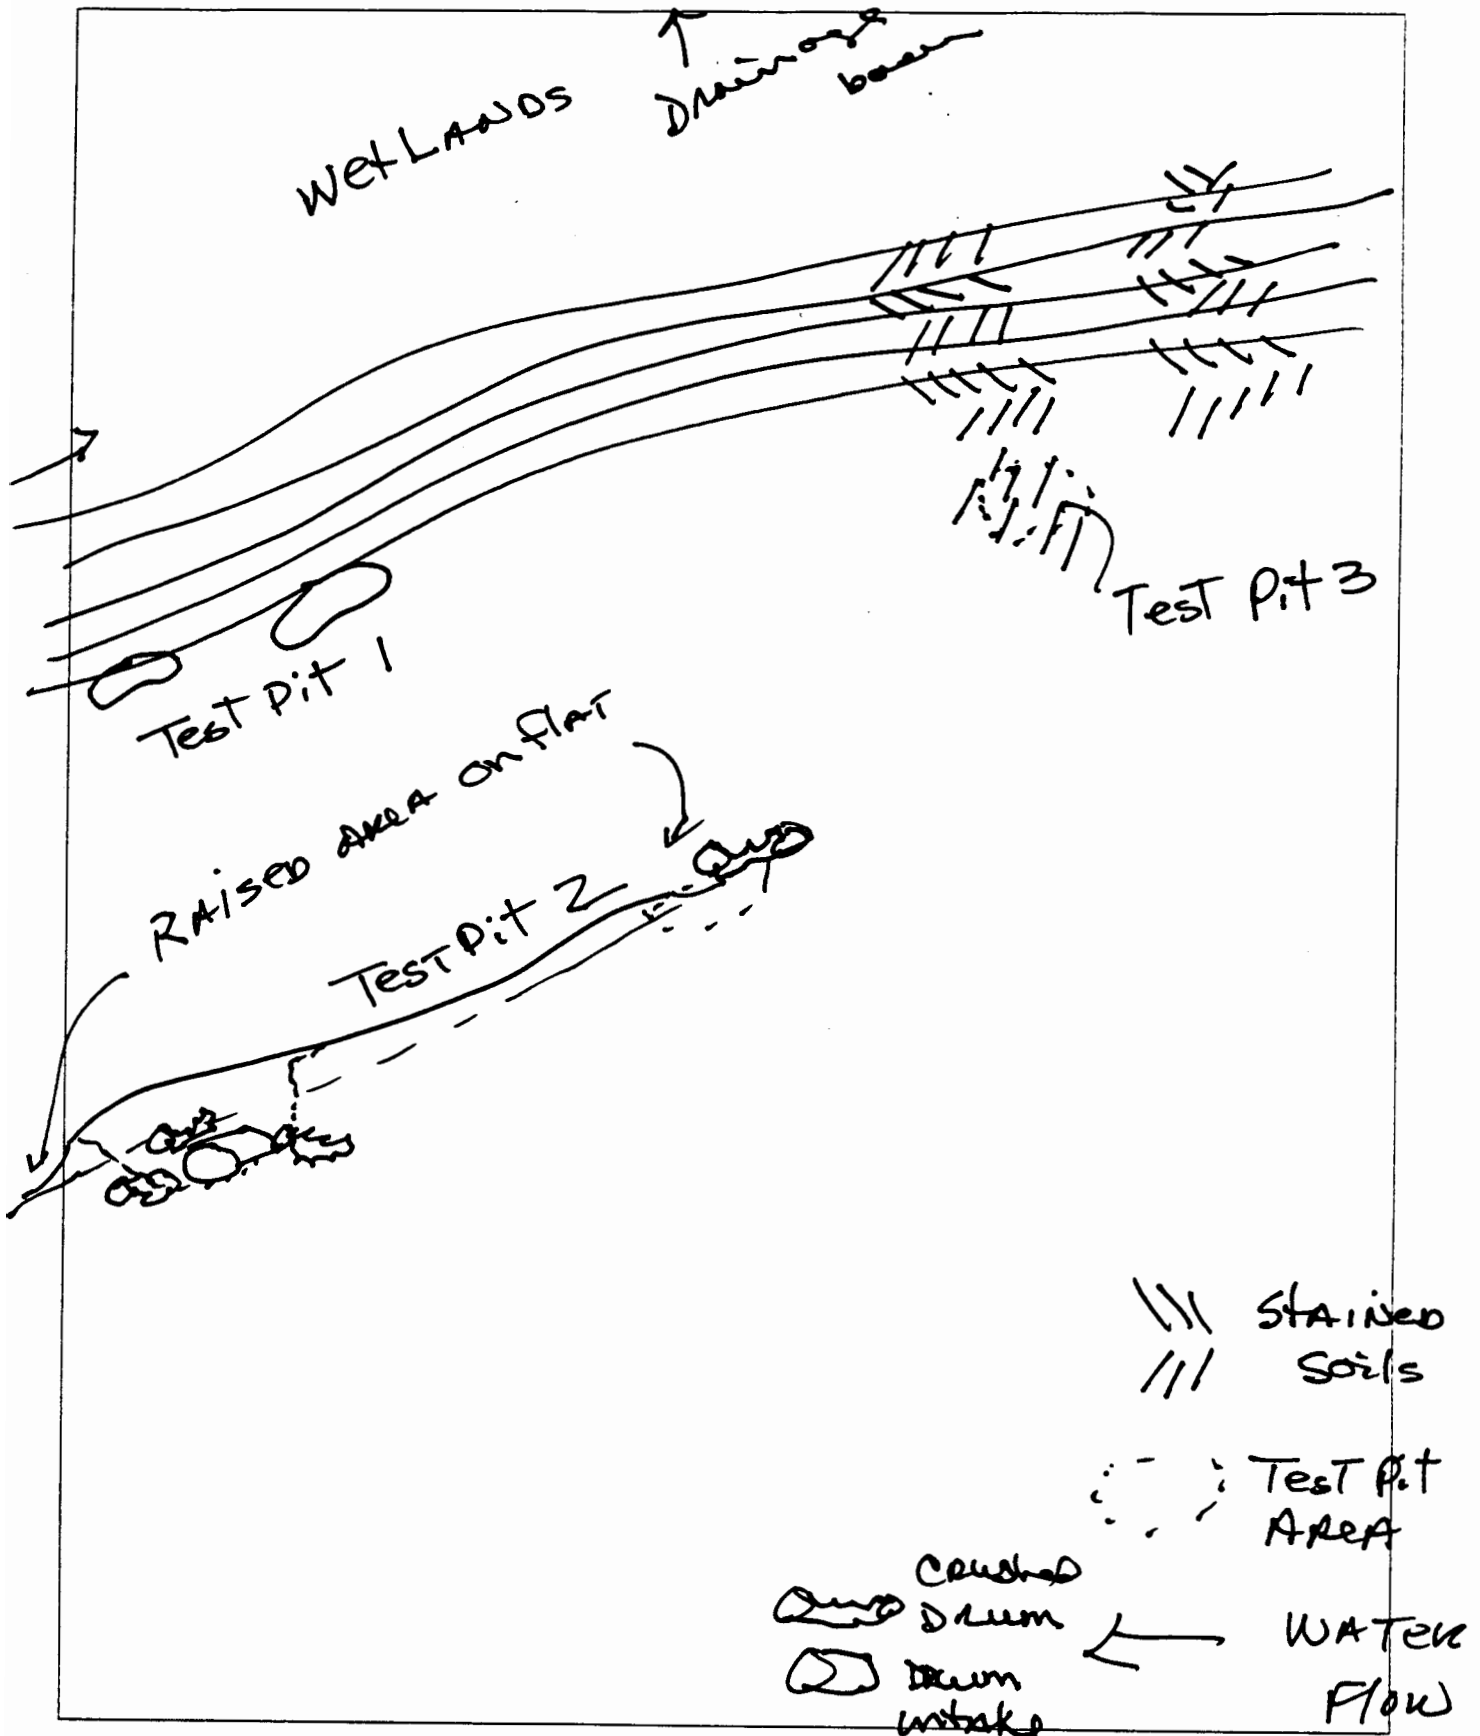 Drainage
WetLANDS
Test Pit 3
Test Pit 1
RAiseD AReA on flAT
Test Pit 2
StAiNeD
Soils
Test Pit
AReA
CRusheD
DRum
WATeR
Flow
DRum